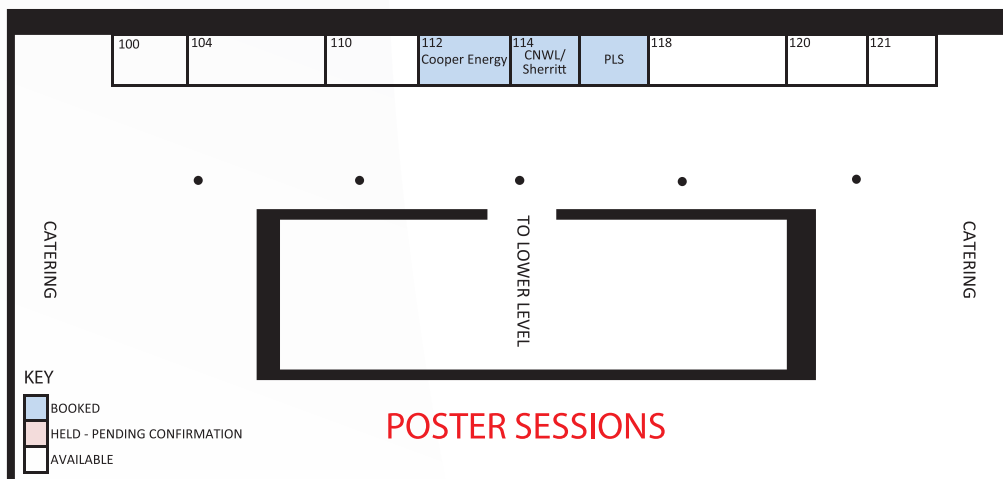 100
104
110
112
Cooper Energy
114
CNWL/
Sherritt
PLS
118
120
121
CATERING
TO LOWER LEVEL
CATERING
KEY
BOOKED
HELD - PENDING CONFIRMATION
AVAILABLE
POSTER SESSIONS